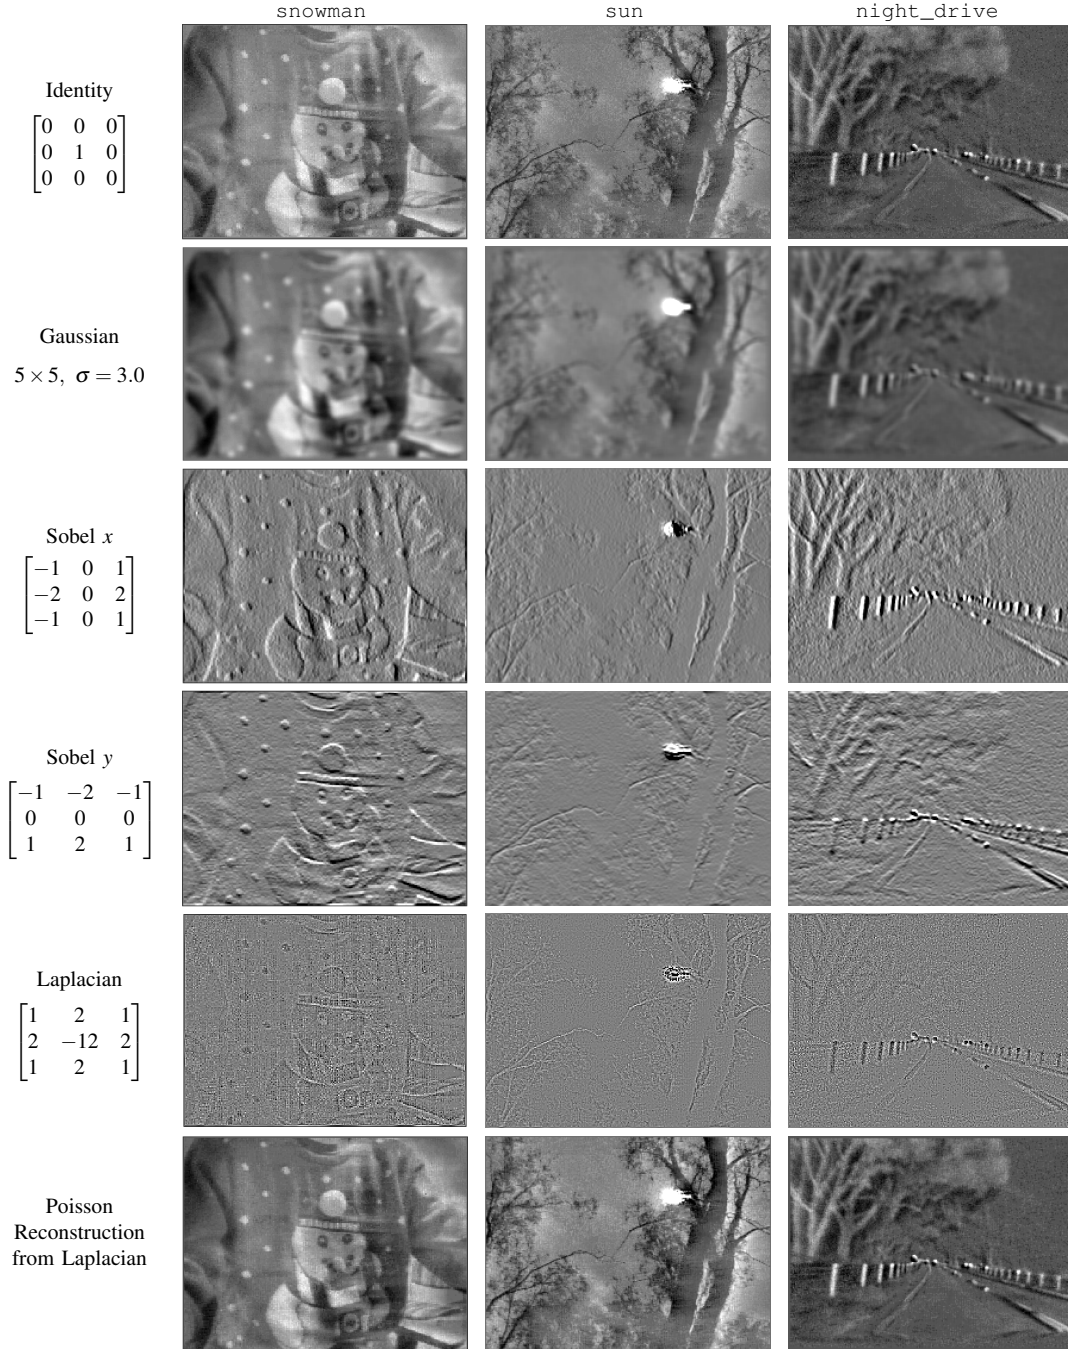 snowman sun night_drive
Identity
0 0 0
0 1 0
0 0 0
Gaussian
5 × 5, σ = 3.0
Sobel x
−1 0 1
−2 0 2
−1 0 1
Sobel y
−1 −2 −1
0 0 0
1 2 1
Laplacian
1 2 1
2 −12 2
1 2 1
Poisson
Reconstruction
from Laplacian